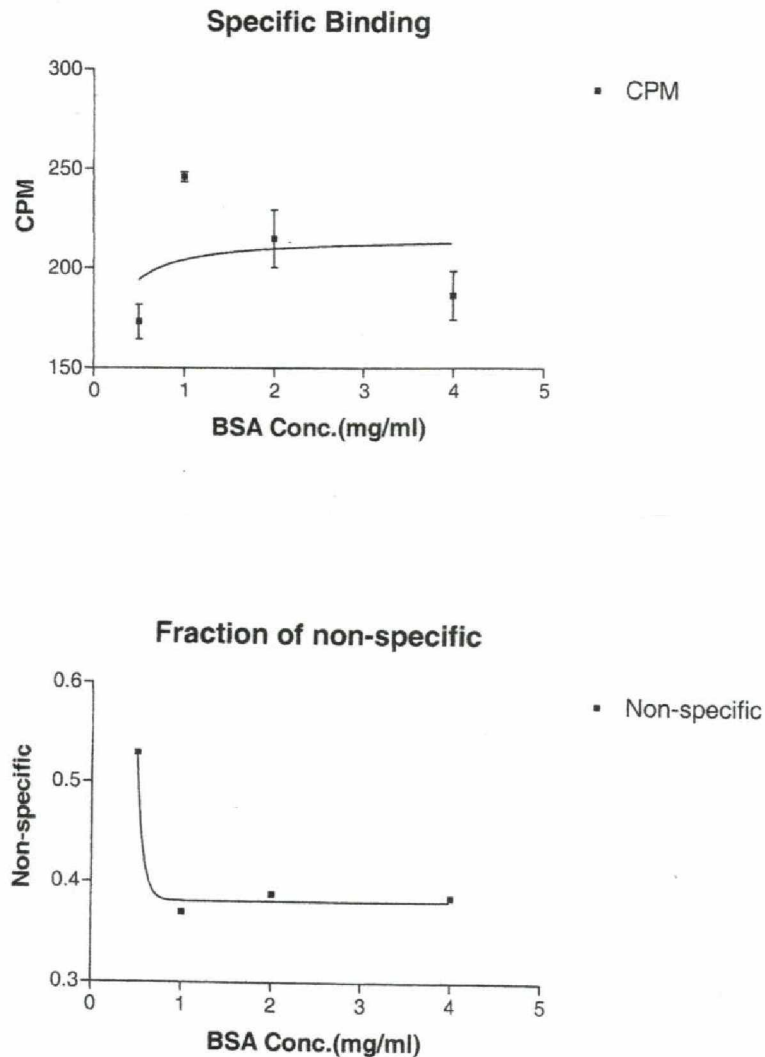 Specific Binding
300
250
200
150
CPM
0 1 2 3 4 5
BSA Conc.(mg/ml)
CPM
Fraction of non-specific
0.6
0.5
0.4
0.3
Non-specific
0 1 2 3 4 5
BSA Conc.(mg/ml)
Non-specific